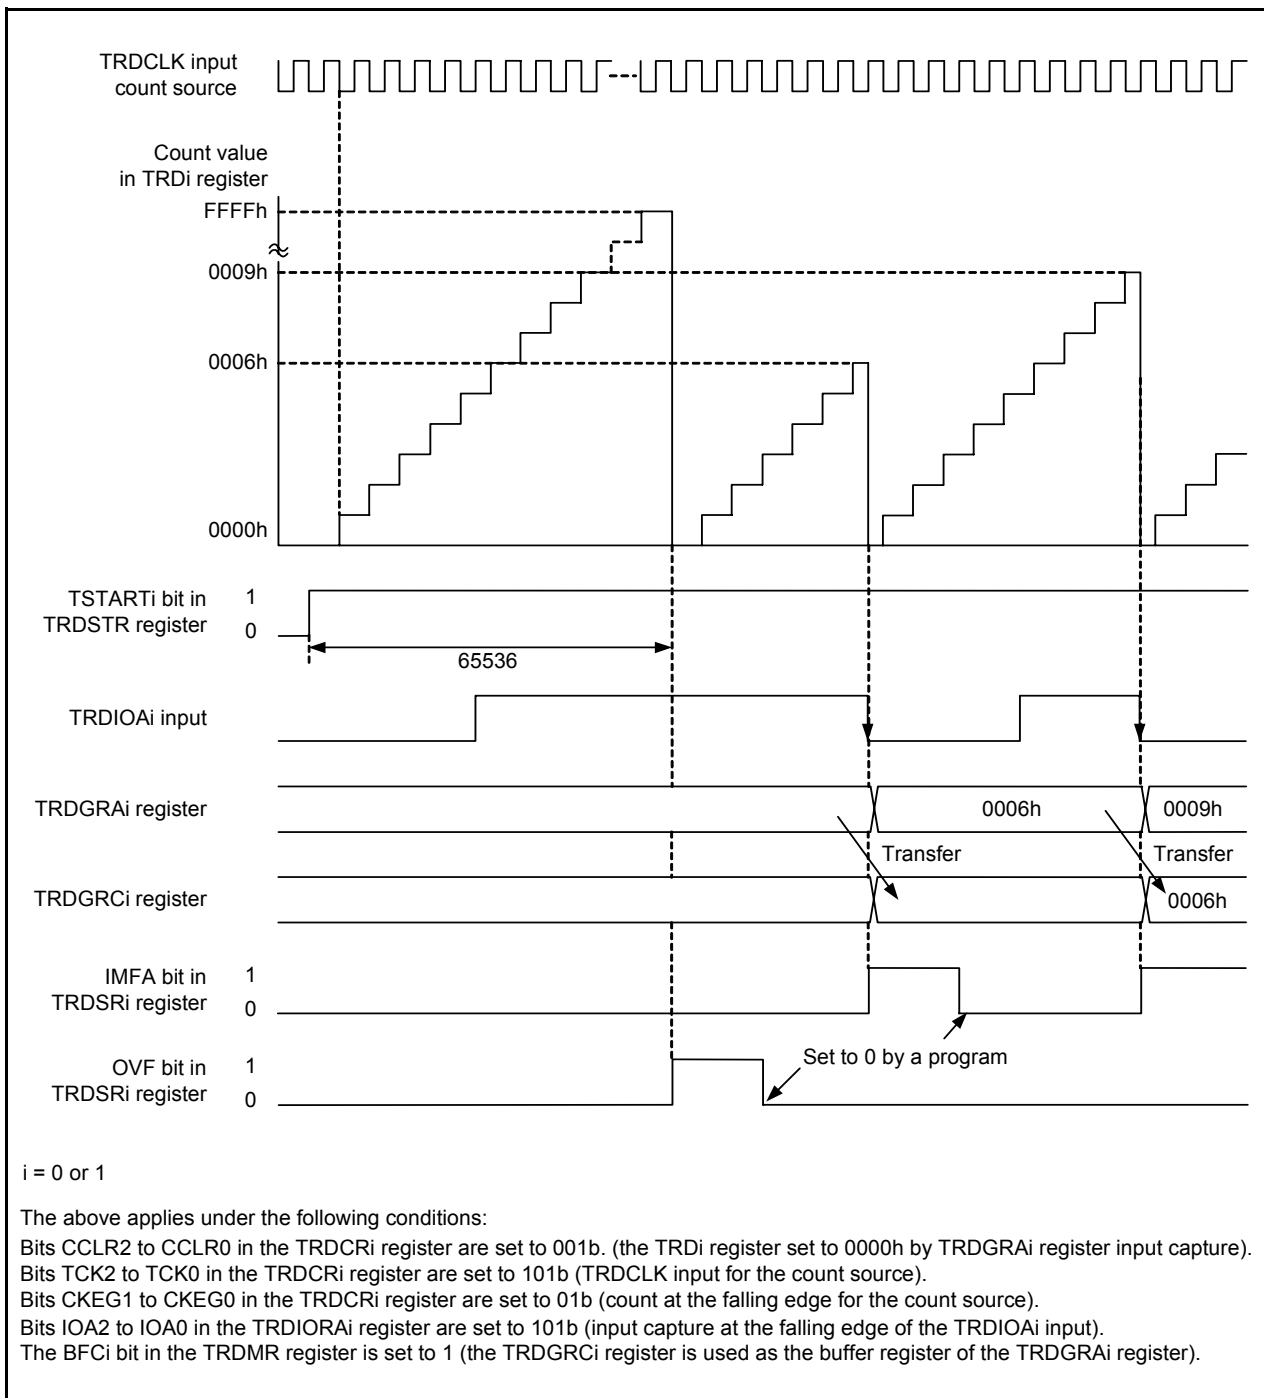 TRDCLK input
count source
Count value
in TRDi register
FFFFh
0009h
0006h
0000h
TSTARTi bit in
TRDSTR register
1
0
65536
TRDIOAi input
TRDGRAi register
0006h
0009h
Transfer
Transfer
TRDGRCi register
0006h
IMFA bit in
TRDSRi register
1
0
Set to 0 by a program
OVF bit in
TRDSRi register
1
0
i = 0 or 1
The above applies under the following conditions:
Bits CCLR2 to CCLR0 in the TRDCRi register are set to 001b. (the TRDi register set to 0000h by TRDGRAi register input capture).
Bits TCK2 to TCK0 in the TRDCRi register are set to 101b (TRDCLK input for the count source).
Bits CKEG1 to CKEG0 in the TRDCRi register are set to 01b (count at the falling edge for the count source).
Bits IOA2 to IOA0 in the TRDIORAi register are set to 101b (input capture at the falling edge of the TRDIOAi input).
The BFCi bit in the TRDMR register is set to 1 (the TRDGRCi register is used as the buffer register of the TRDGRAi register).